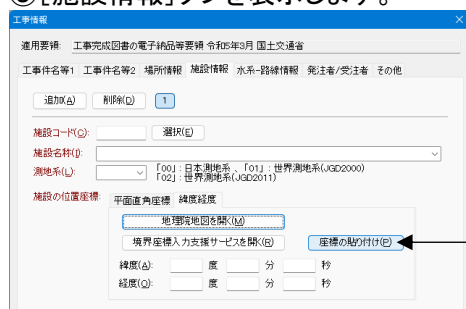 ⑥[施設情報]タブを表示します。
工事情報
適用要領: 工事完成図書の電子納品等要領 令和5年3月 国土交通省
工事件名等1 工事件名等2 場所情報 施設情報 水系-路線情報 発注者/受注者 その他
追加(A) 削除(D) 1
施設コード(C): 選択(E)
施設名称(I):
測地系(L): 「00」: 日本測地系 、「01」: 世界測地系(JGD2000)
「02」: 世界測地系(JGD2011)
施設の位置座標: 平面直角座標 緯度経度
地理院地図を開く(M)
境界座標入力支援サービスを開く(R) 座標の貼り付け(P)
緯度(A): 度 分 秒
経度(O): 度 分 秒